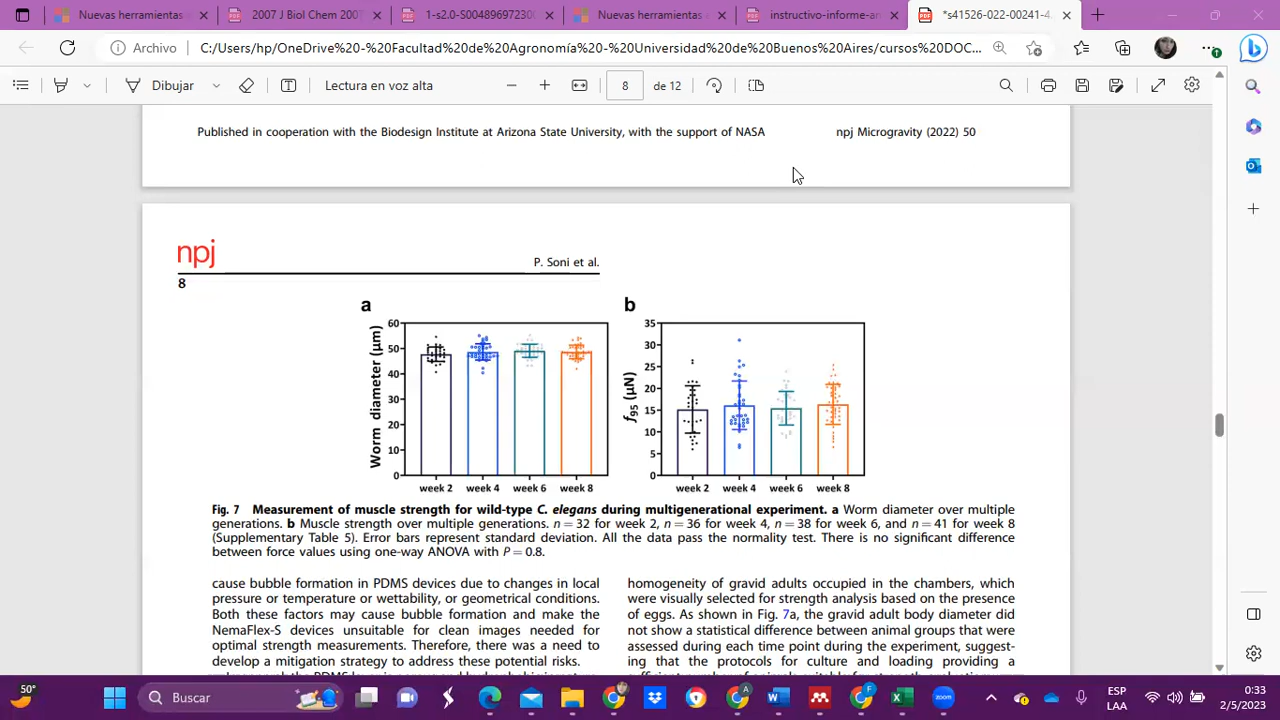 Nuevas herramientas
2007 J Biol Chem 2007
1-s2.0-S004896972300
Nuevas herramientas e
instructivo-informe-an
*s41526-022-00241-4.
Archivo
C:/Users/hp/OneDrive%20-%20Facultad%20de%20Agronomía%20-%20Universidad%20de%20Buenos%20Aires/cursos%20DOC...
Dibujar
Lectura en voz alta
8
de 12
Published in cooperation with the Biodesign Institute at Arizona State University, with the support of NASA
npj Microgravity (2022) 50
npj
P. Soni et al.
8
a
60
50
40
30
20
10
0
Worm diameter (µm)
week 2
week 4
week 6
week 8
b
35
30
25
20
15
10
5
0
f95 (µN)
week 2
week 4
week 6
week 8
Fig. 7 Measurement of muscle strength for wild-type C. elegans during multigenerational experiment. a Worm diameter over multiple
generations. b Muscle strength over multiple generations. n = 32 for week 2, n = 36 for week 4, n = 38 for week 6, and n = 41 for week 8
(Supplementary Table 5). Error bars represent standard deviation. All the data pass the normality test. There is no significant difference
between force values using one-way ANOVA with P = 0.8.
cause bubble formation in PDMS devices due to changes in local
pressure or temperature or wettability, or geometrical conditions.
Both these factors may cause bubble formation and make the
NemaFlex-S devices unsuitable for clean images needed for
optimal strength measurements. Therefore, there was a need to
develop a mitigation strategy to address these potential risks.
homogeneity of gravid adults occupied in the chambers, which
were visually selected for strength analysis based on the presence
of eggs. As shown in Fig. 7a, the gravid adult body diameter did
not show a statistical difference between animal groups that were
assessed during each time point during the experiment, suggest-
ing that the protocols for culture and loading providing a
50°
Buscar
ESP
LAA
0:33
2/5/2023